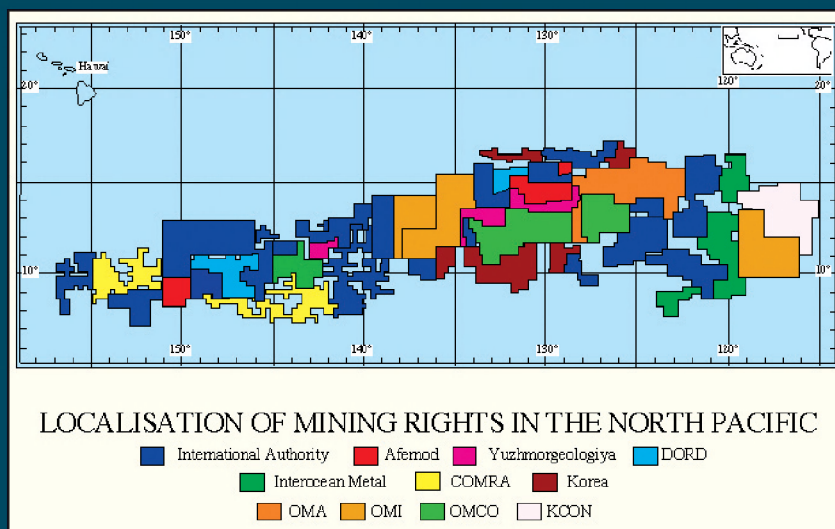 150° 140° 130°
Hawai
20° 120° 20°
10° 10°
150° 140° 130° 120°
LOCALISATION OF MINING RIGHTS IN THE NORTH PACIFIC
International Authority Afernod Yuzhmorgeologiya DORD
Interocean Metal COMRA Korea
OMA OMI OMCO KCON